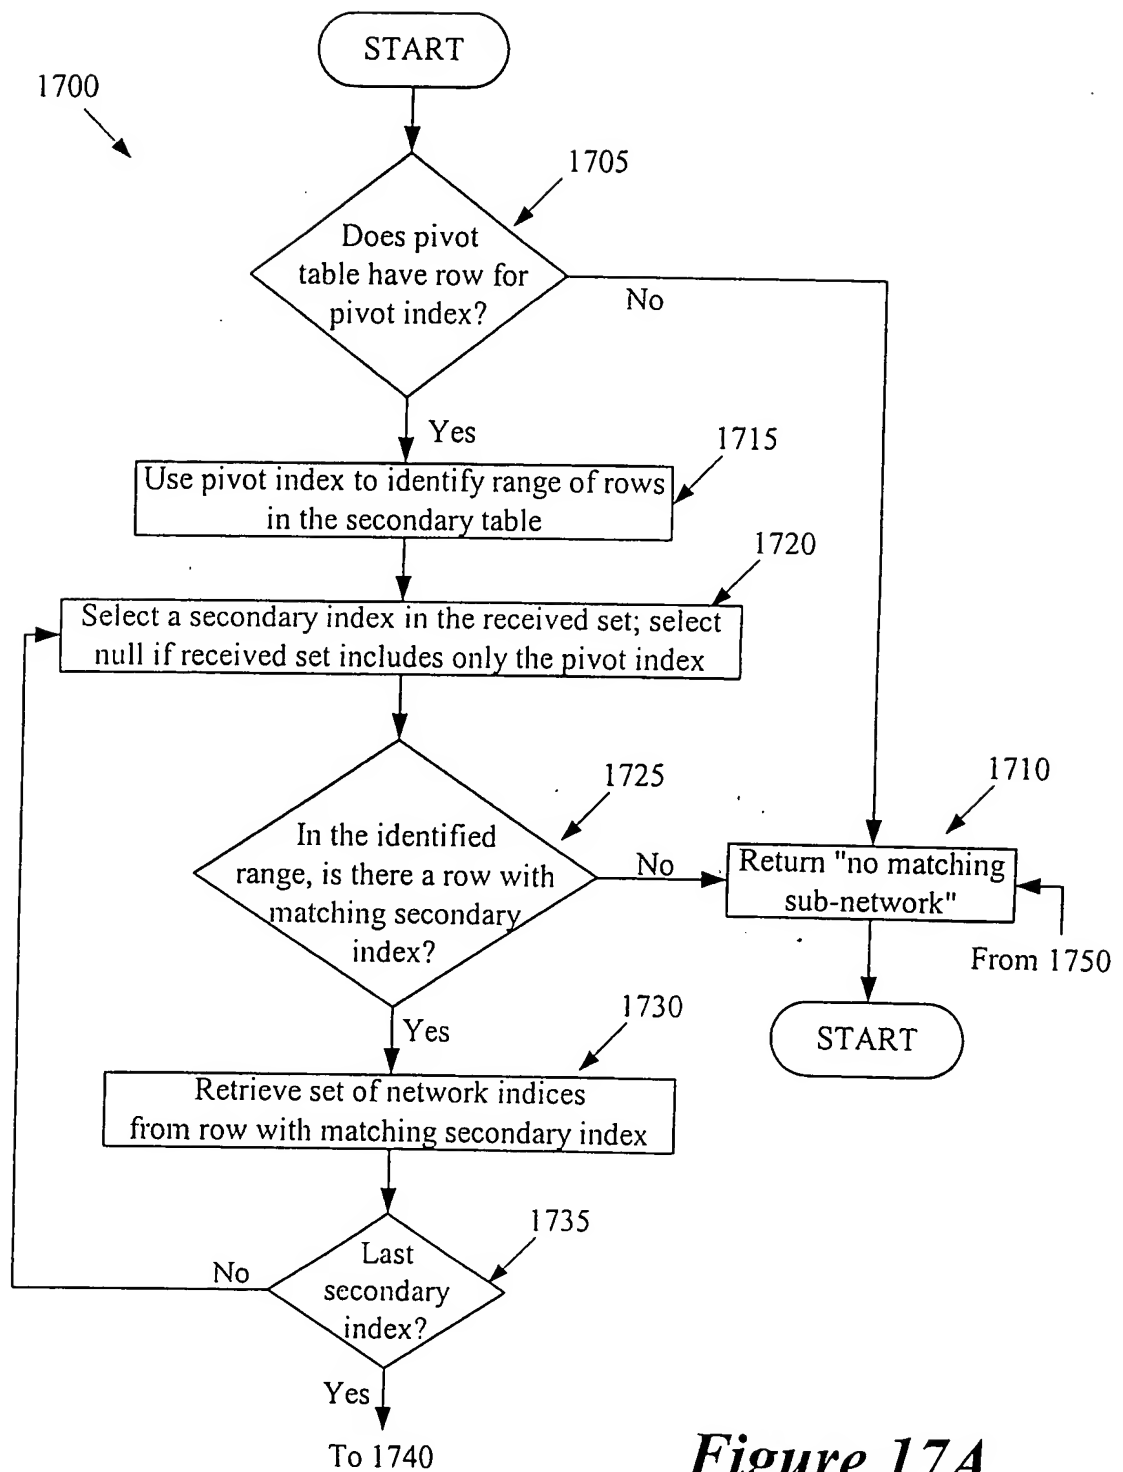 START
1700
1705
Does pivot
table have row for
pivot index?
No
Yes
1715
Use pivot index to identify range of rows
in the secondary table
1720
Select a secondary index in the received set; select
null if received set includes only the pivot index
1725
In the identified
range, is there a row with
matching secondary
index?
No
1710
Return "no matching
sub-network"
From 1750
START
Yes
1730
Retrieve set of network indices
from row with matching secondary index
1735
Last
secondary
index?
No
Yes
To 1740
Figure 17A